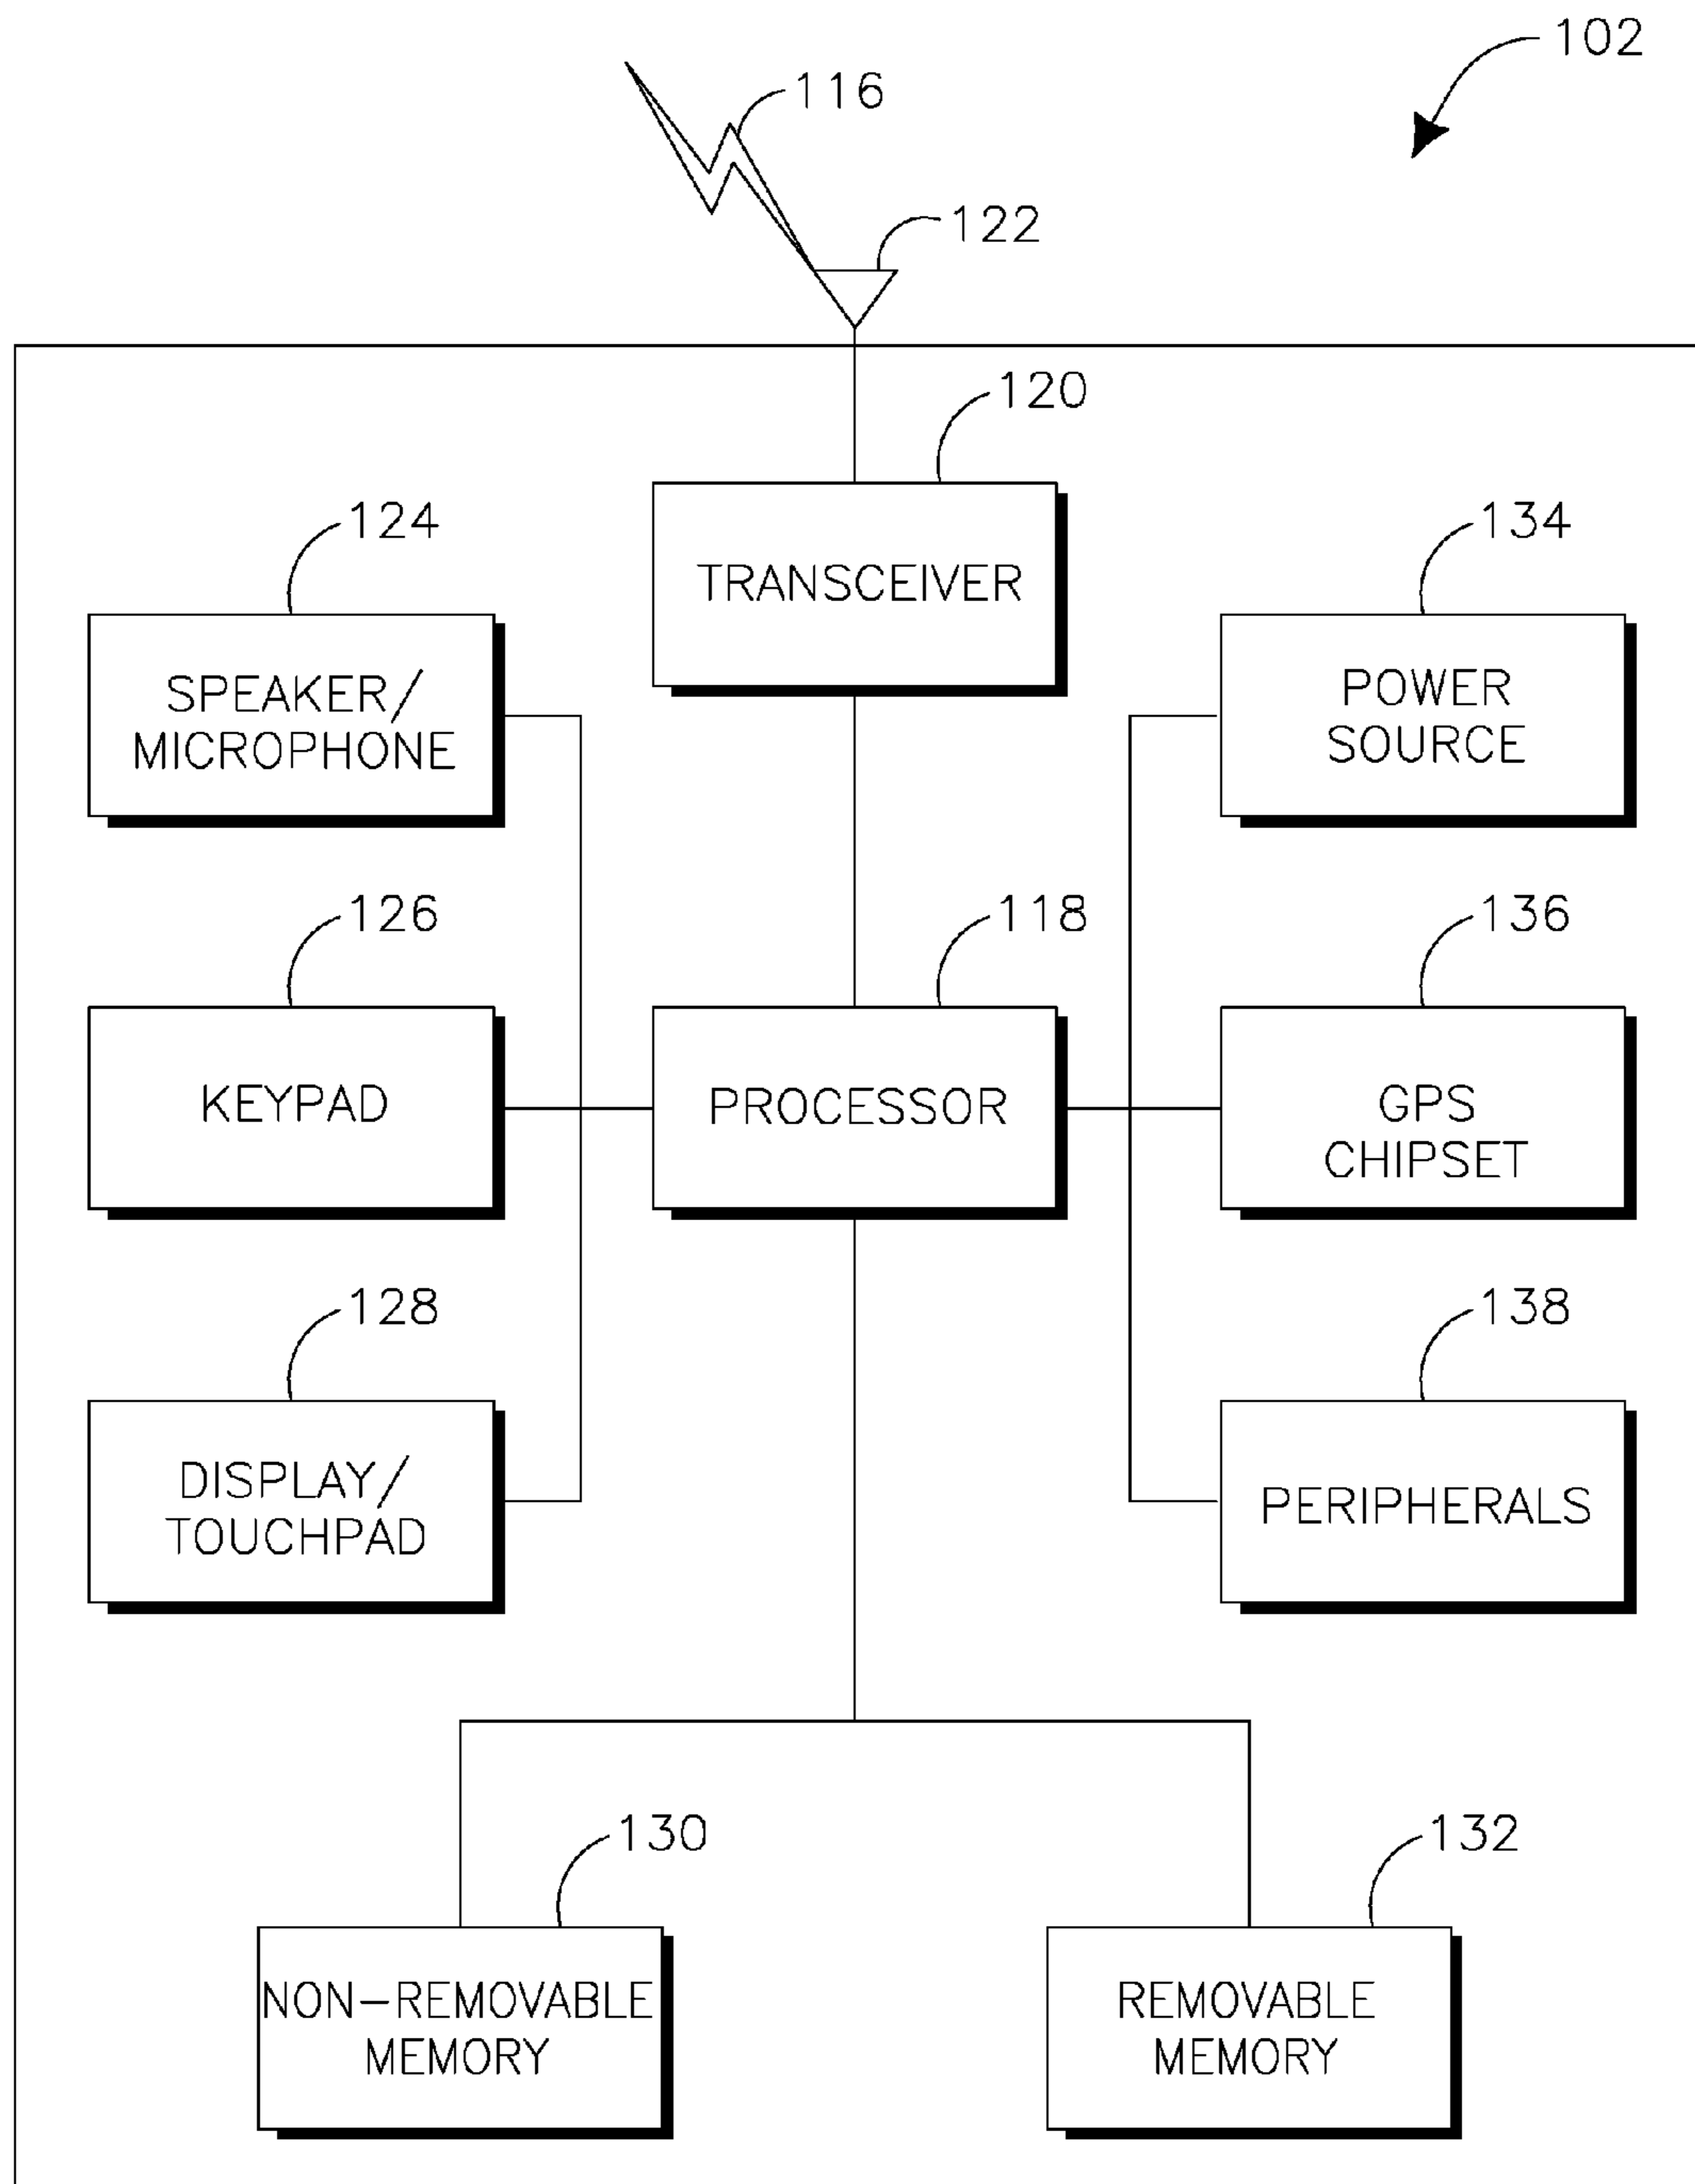 102
116
122
120
TRANSCEIVER
124
SPEAKER/
MICROPHONE
134
POWER
SOURCE
126
KEYPAD
118
PROCESSOR
136
GPS
CHIPSET
128
DISPLAY/
TOUCHPAD
138
PERIPHERALS
130
NON-REMOVABLE
MEMORY
132
REMOVABLE
MEMORY